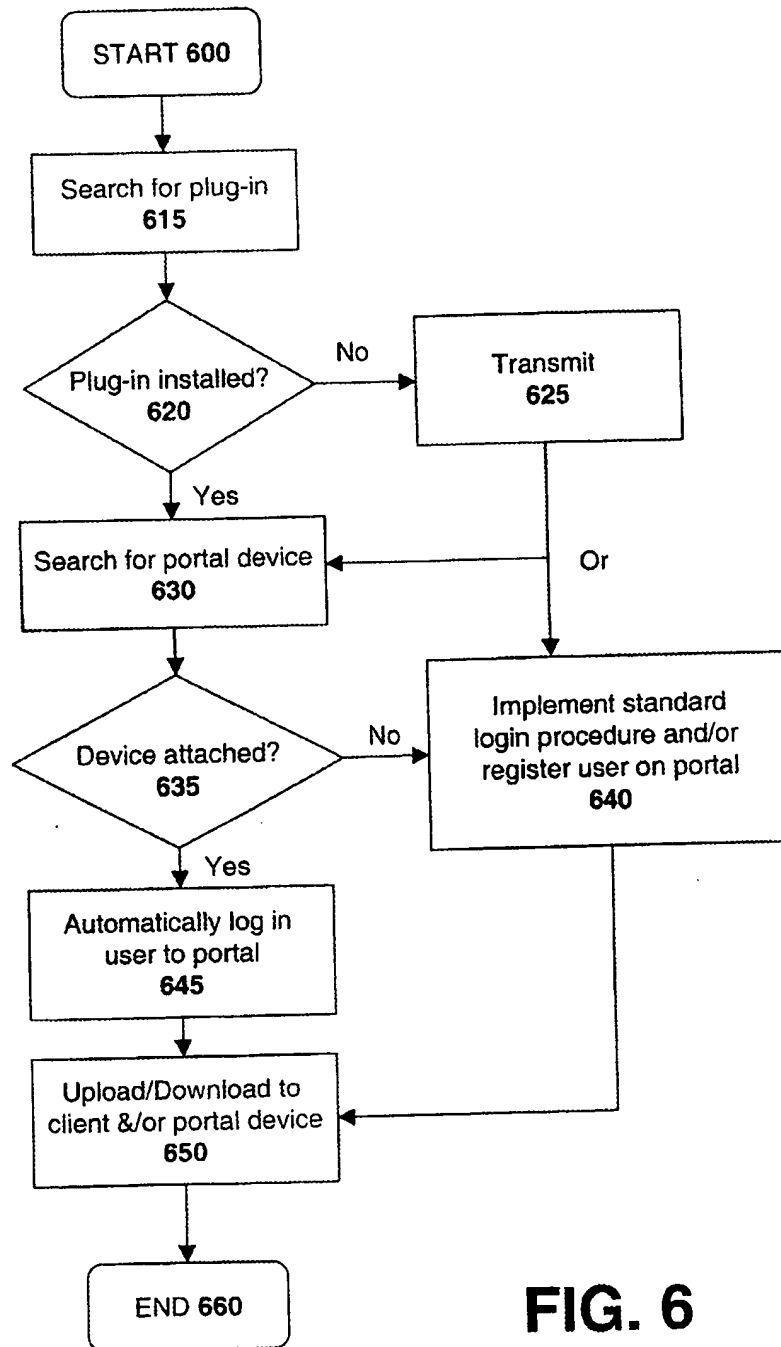 START 600
Search for plug-in
615
Plug-in installed?
620
No
Transmit
625
Yes
Search for portal device
630
Or
Device attached?
635
No
Implement standard
login procedure and/or
register user on portal
640
Yes
Automatically log in
user to portal
645
Upload/Download to
client &/or portal device
650
END 660
FIG. 6